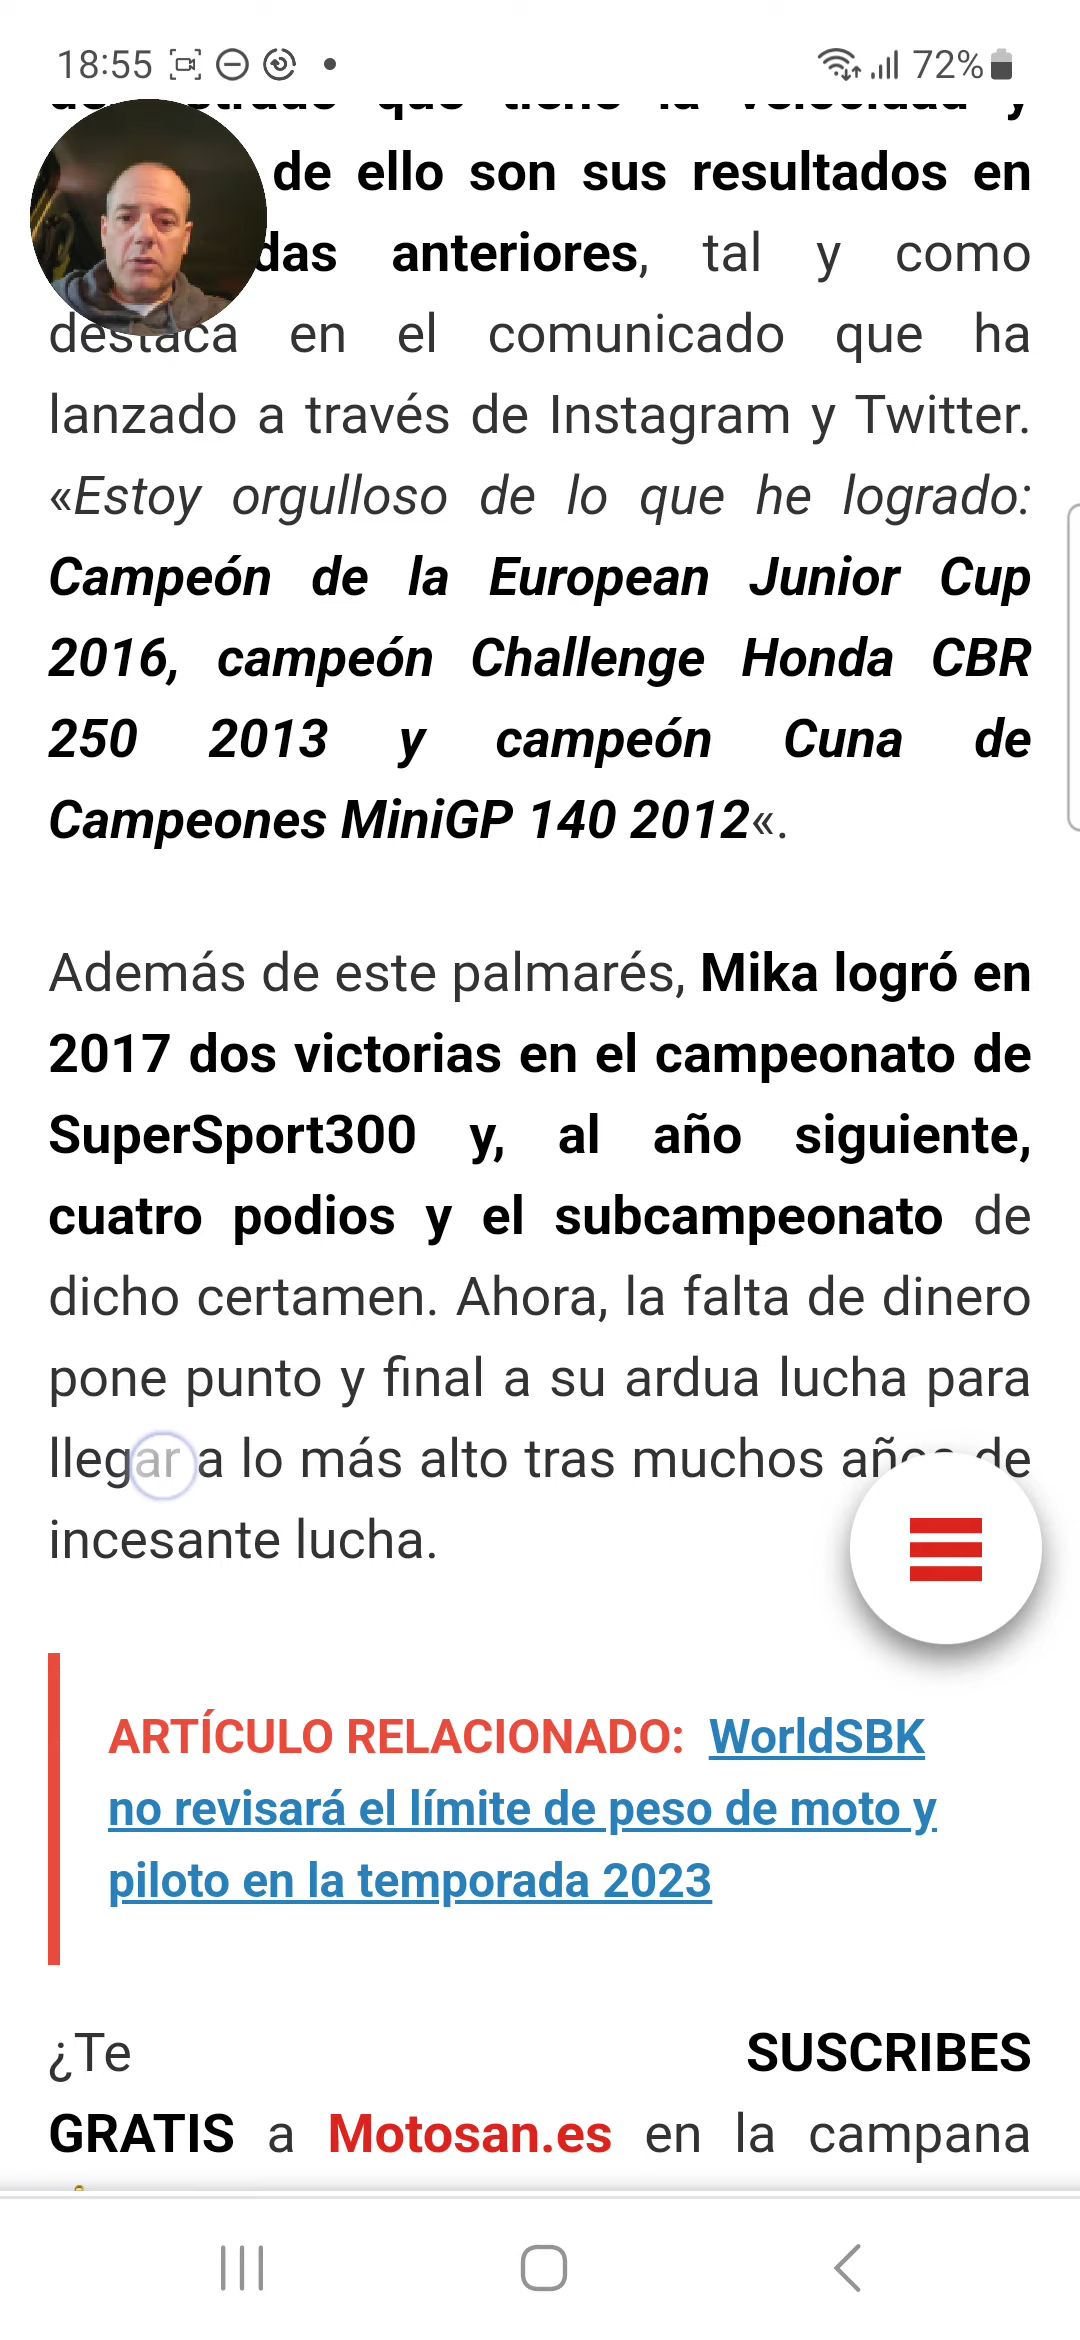 18:55 72%
que tiene la velocidad y
de ello son sus resultados en
das anteriores, tal y como
destaca en el comunicado que ha
lanzado a través de Instagram y Twitter.
«Estoy orgulloso de lo que he logrado:
Campeón de la European Junior Cup
2016, campeón Challenge Honda CBR
250 2013 y campeón Cuna de
Campeones MiniGP 140 2012«.
Además de este palmarés, Mika logró en
2017 dos victorias en el campeonato de
SuperSport300 y, al año siguiente,
cuatro podios y el subcampeonato de
dicho certamen. Ahora, la falta de dinero
pone punto y final a su ardua lucha para
llegar a lo más alto tras muchos años de
incesante lucha.
ARTÍCULO RELACIONADO: WorldSBK
no revisará el límite de peso de moto y
piloto en la temporada 2023
¿Te SUSCRIBES
GRATIS a Motosan.es en la campana